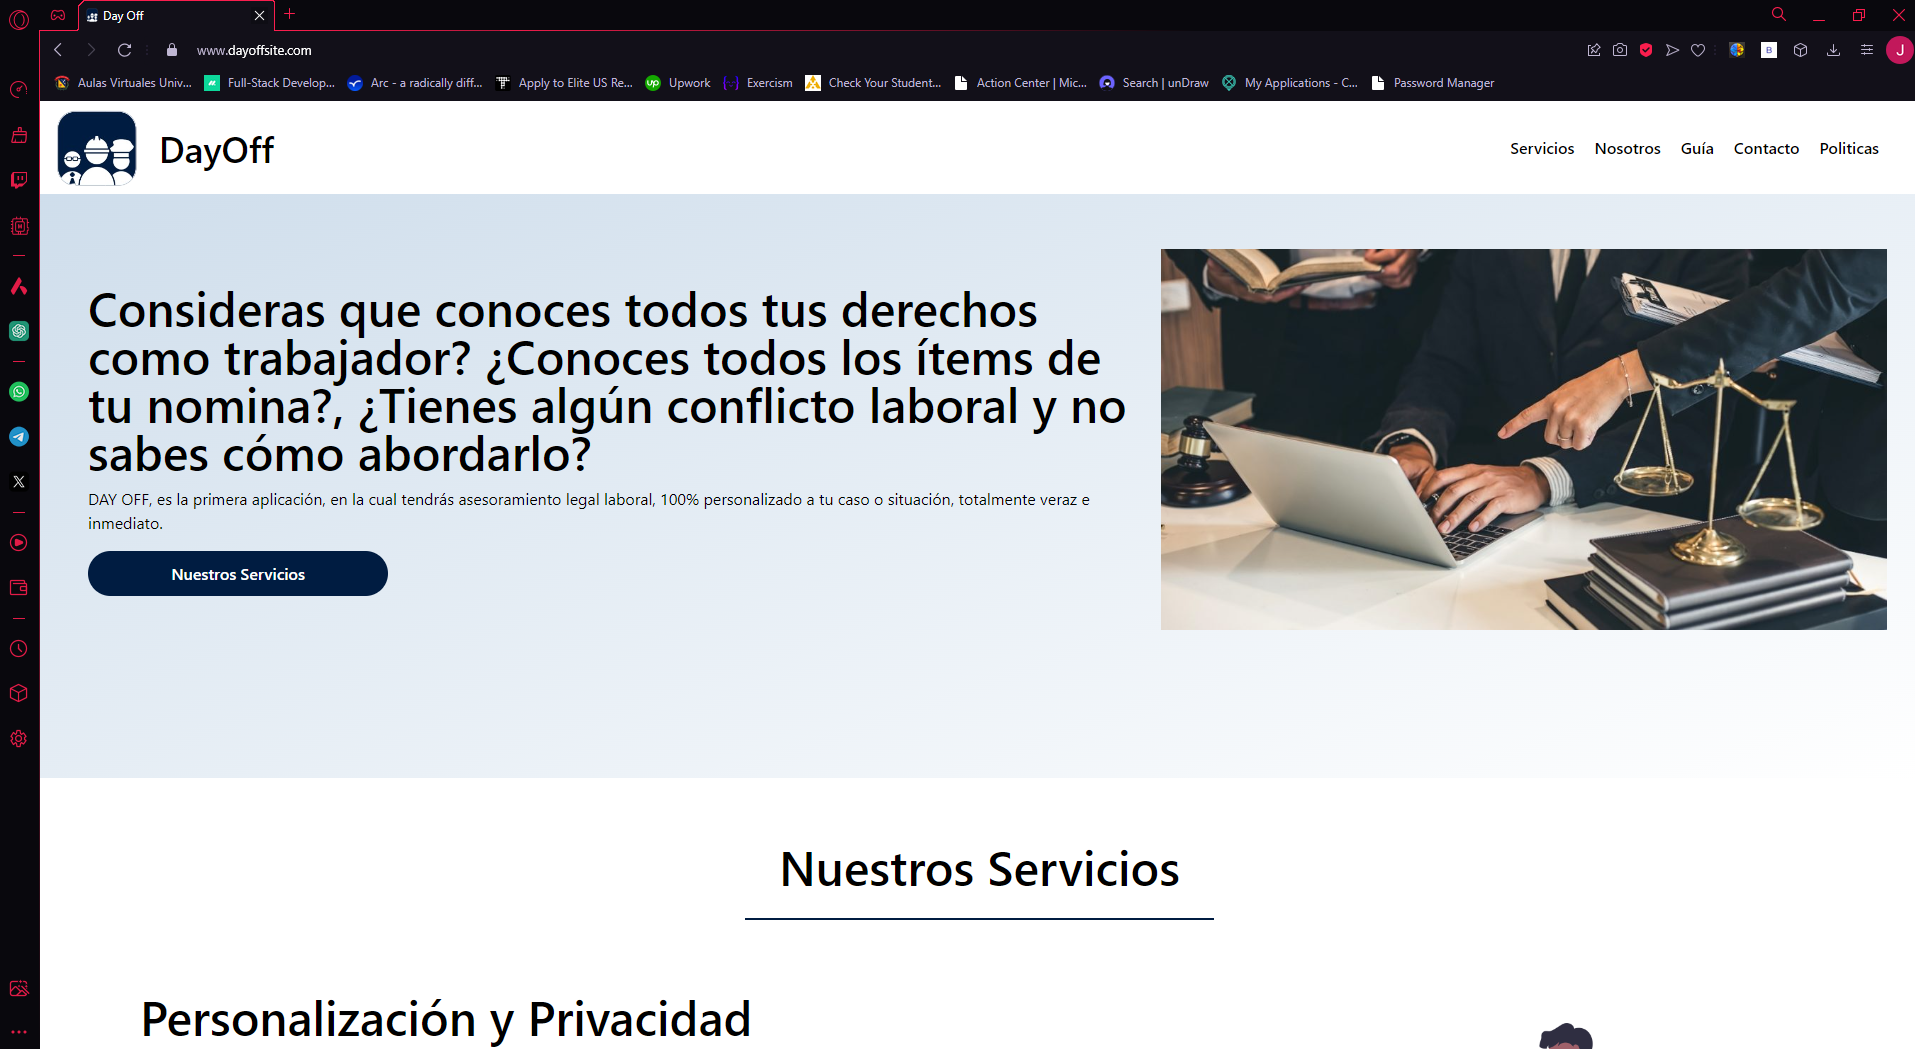 Day Off
www.dayoffsite.com
Aulas Virtuales Univ...
Full-Stack Develop...
Arc - a radically diff...
Apply to Elite US Re...
Upwork
Exercism
Check Your Student...
Action Center | Mic...
Search | unDraw
My Applications - C...
Password Manager
J
DayOff
Servicios
Nosotros
Guía
Contacto
Politicas
Consideras que conoces todos tus derechos
como trabajador? ¿Conoces todos los ítems de
tu nomina?, ¿Tienes algún conflicto laboral y no
sabes cómo abordarlo?
DAY OFF, es la primera aplicación, en la cual tendrás asesoramiento legal laboral, 100% personalizado a tu caso o situación, totalmente veraz e
inmediato.
Nuestros Servicios
Nuestros Servicios
Personalización y Privacidad